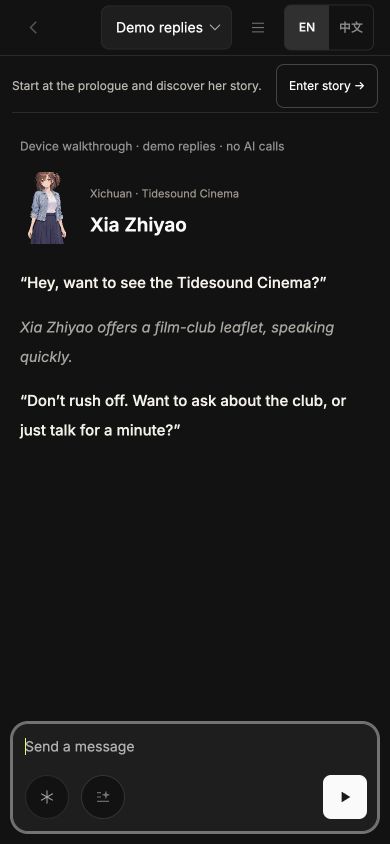 Demo replies
EN
中文
Start at the prologue and discover her story.
Enter story →
Device walkthrough · demo replies · no AI calls
Xichuan · Tidesound Cinema
Xia Zhiyao
“Hey, want to see the Tidesound Cinema?”
Xia Zhiyao offers a film-club leaflet, speaking
quickly.
“Don’t rush off. Want to ask about the club, or
just talk for a minute?”
Send a message